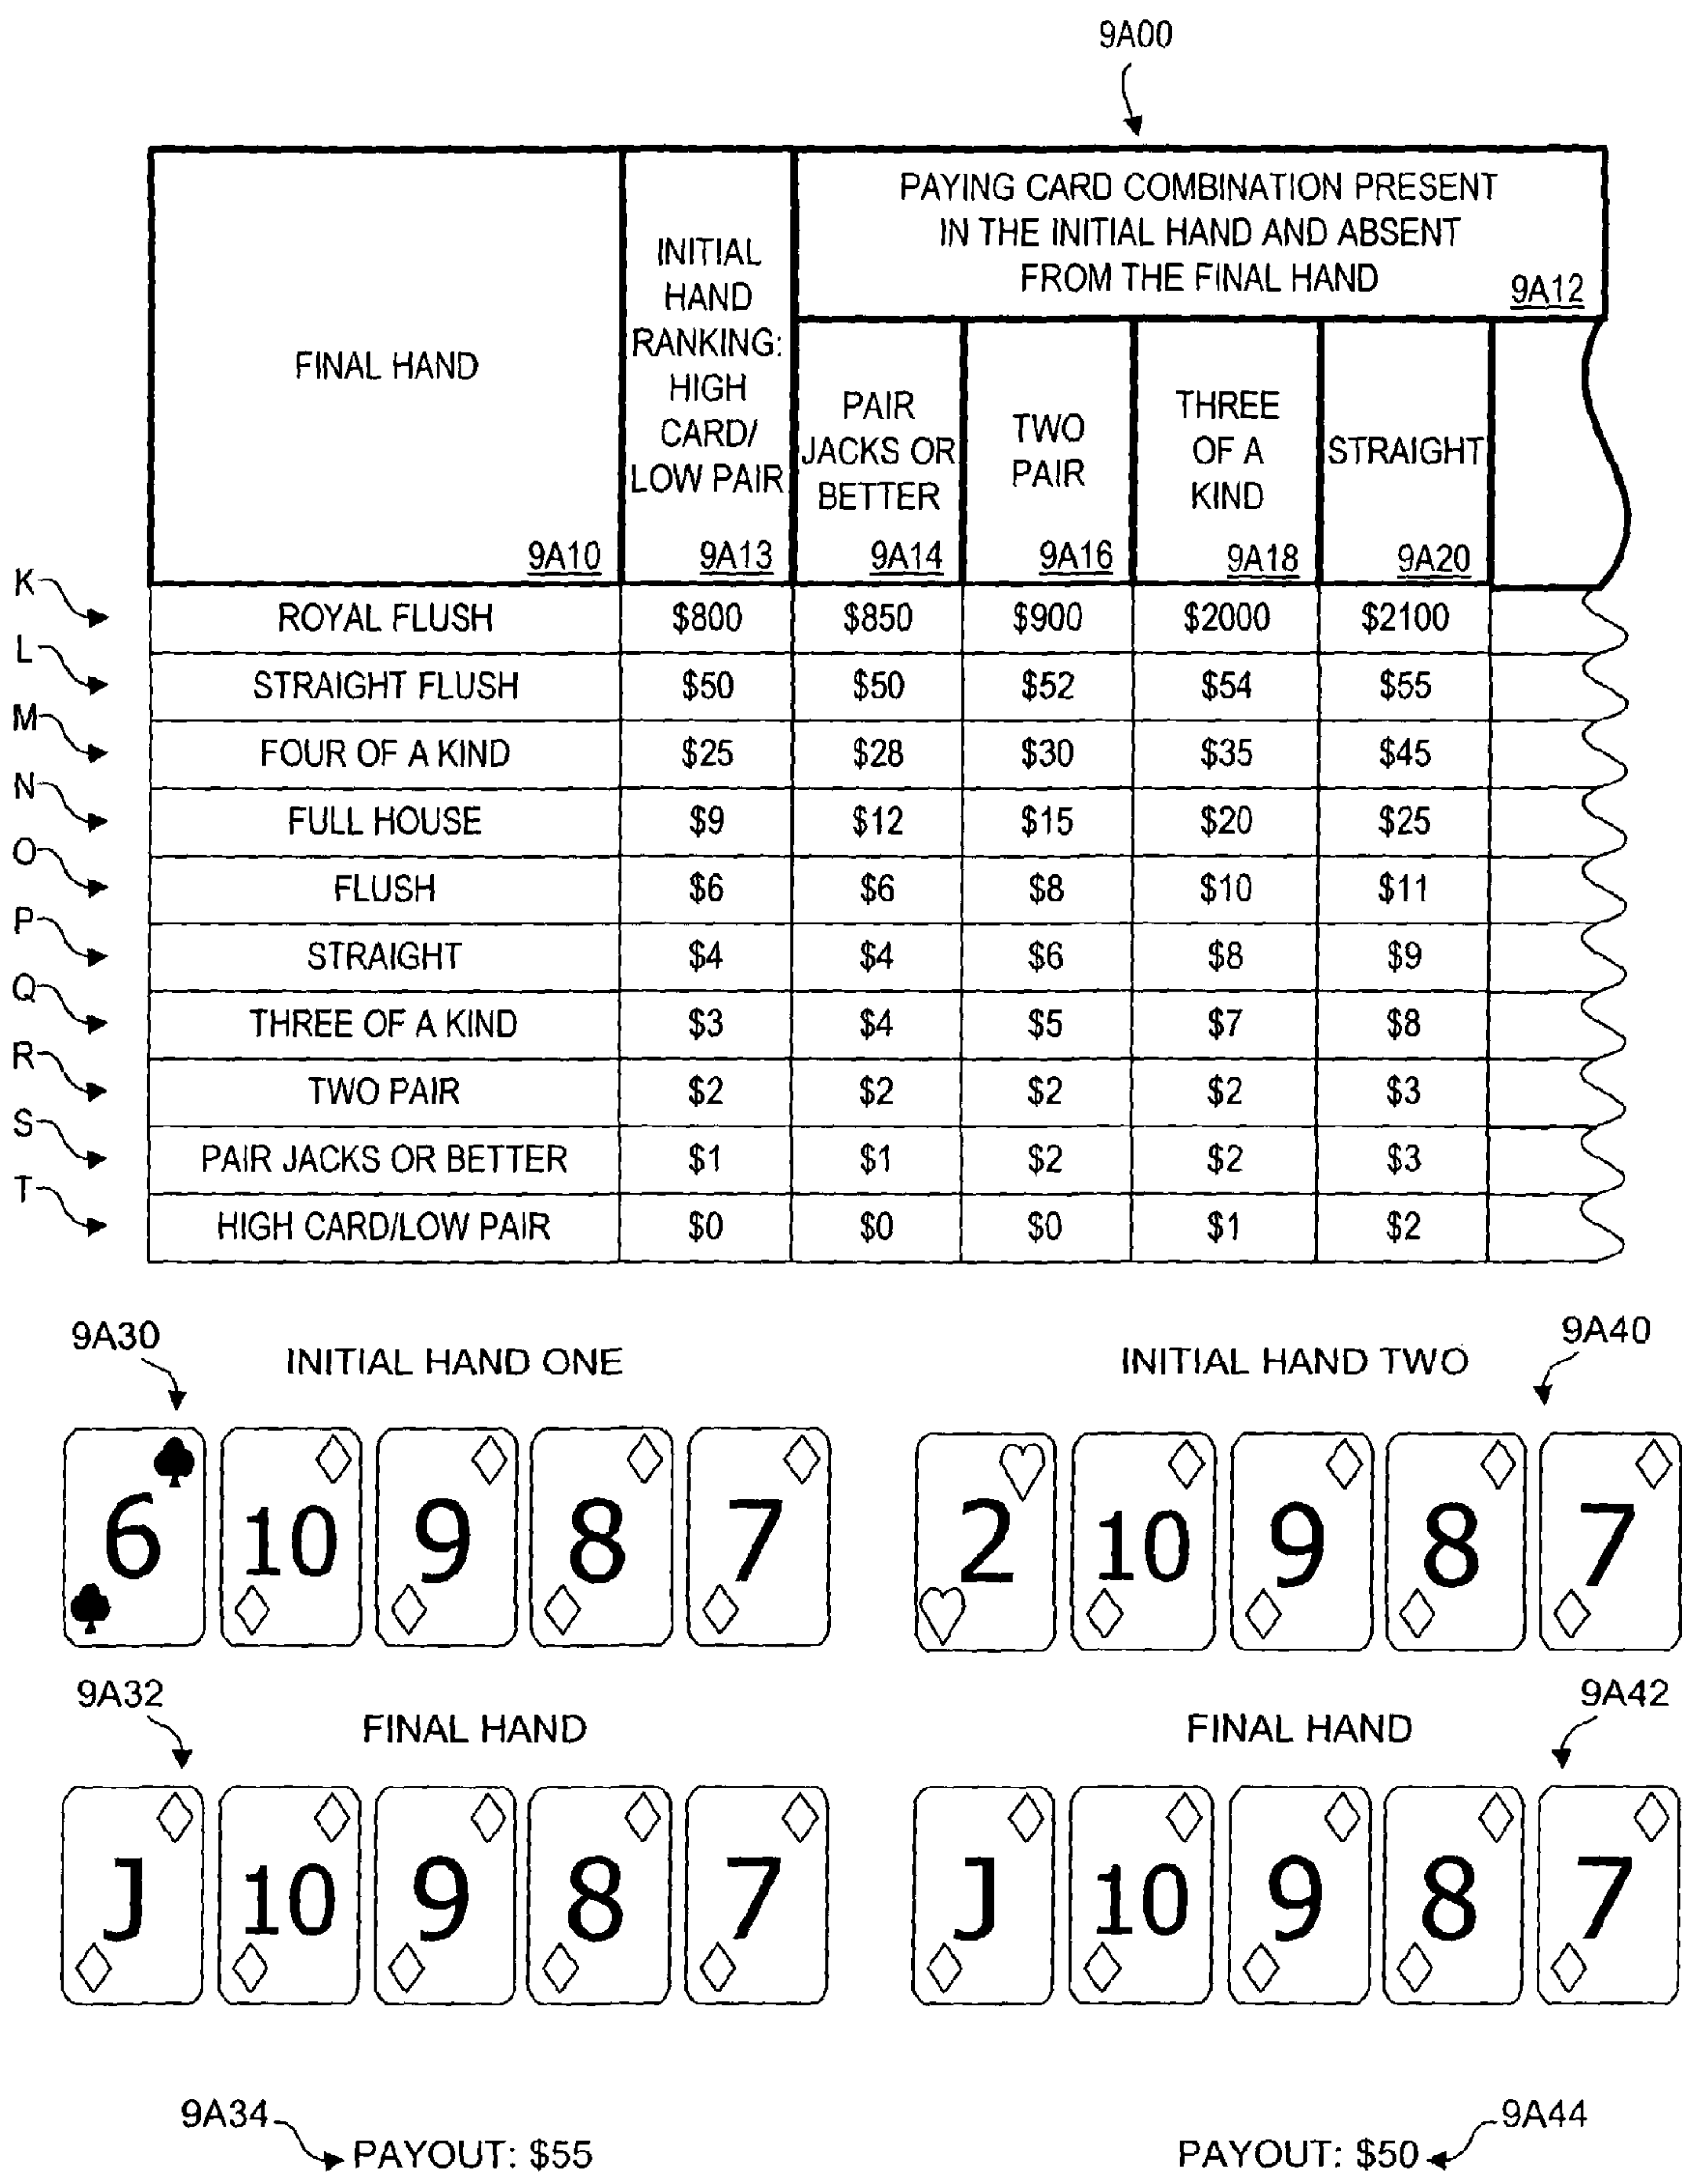 9A00
PAYING CARD COMBINATION PRESENT
IN THE INITIAL HAND AND ABSENT
FROM THE FINAL HAND
9A12
FINAL HAND
9A10
INITIAL
HAND
RANKING:
HIGH
CARD/
LOW PAIR
9A13
PAIR
JACKS OR
BETTER
9A14
TWO
PAIR
9A16
THREE
OF A
KIND
9A18
STRAIGHT
9A20
K ROYAL FLUSH $800 $850 $900 $2000 $2100
L STRAIGHT FLUSH $50 $50 $52 $54 $55
M FOUR OF A KIND $25 $28 $30 $35 $45
N FULL HOUSE $9 $12 $15 $20 $25
O FLUSH $6 $6 $8 $10 $11
P STRAIGHT $4 $4 $6 $8 $9
Q THREE OF A KIND $3 $4 $5 $7 $8
R TWO PAIR $2 $2 $2 $2 $3
S PAIR JACKS OR BETTER $1 $1 $2 $2 $3
T HIGH CARD/LOW PAIR $0 $0 $0 $1 $2
9A30
INITIAL HAND ONE
6 10 9 8 7
9A32
FINAL HAND
J 10 9 8 7
9A34
PAYOUT: $55
9A40
INITIAL HAND TWO
2 10 9 8 7
9A42
FINAL HAND
J 10 9 8 7
9A44
PAYOUT: $50